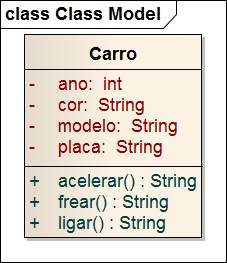 class Class Model
Carro
- ano: int
- cor: String
- modelo: String
- placa: String
+ acelerar() : String
+ frear() : String
+ ligar() : String